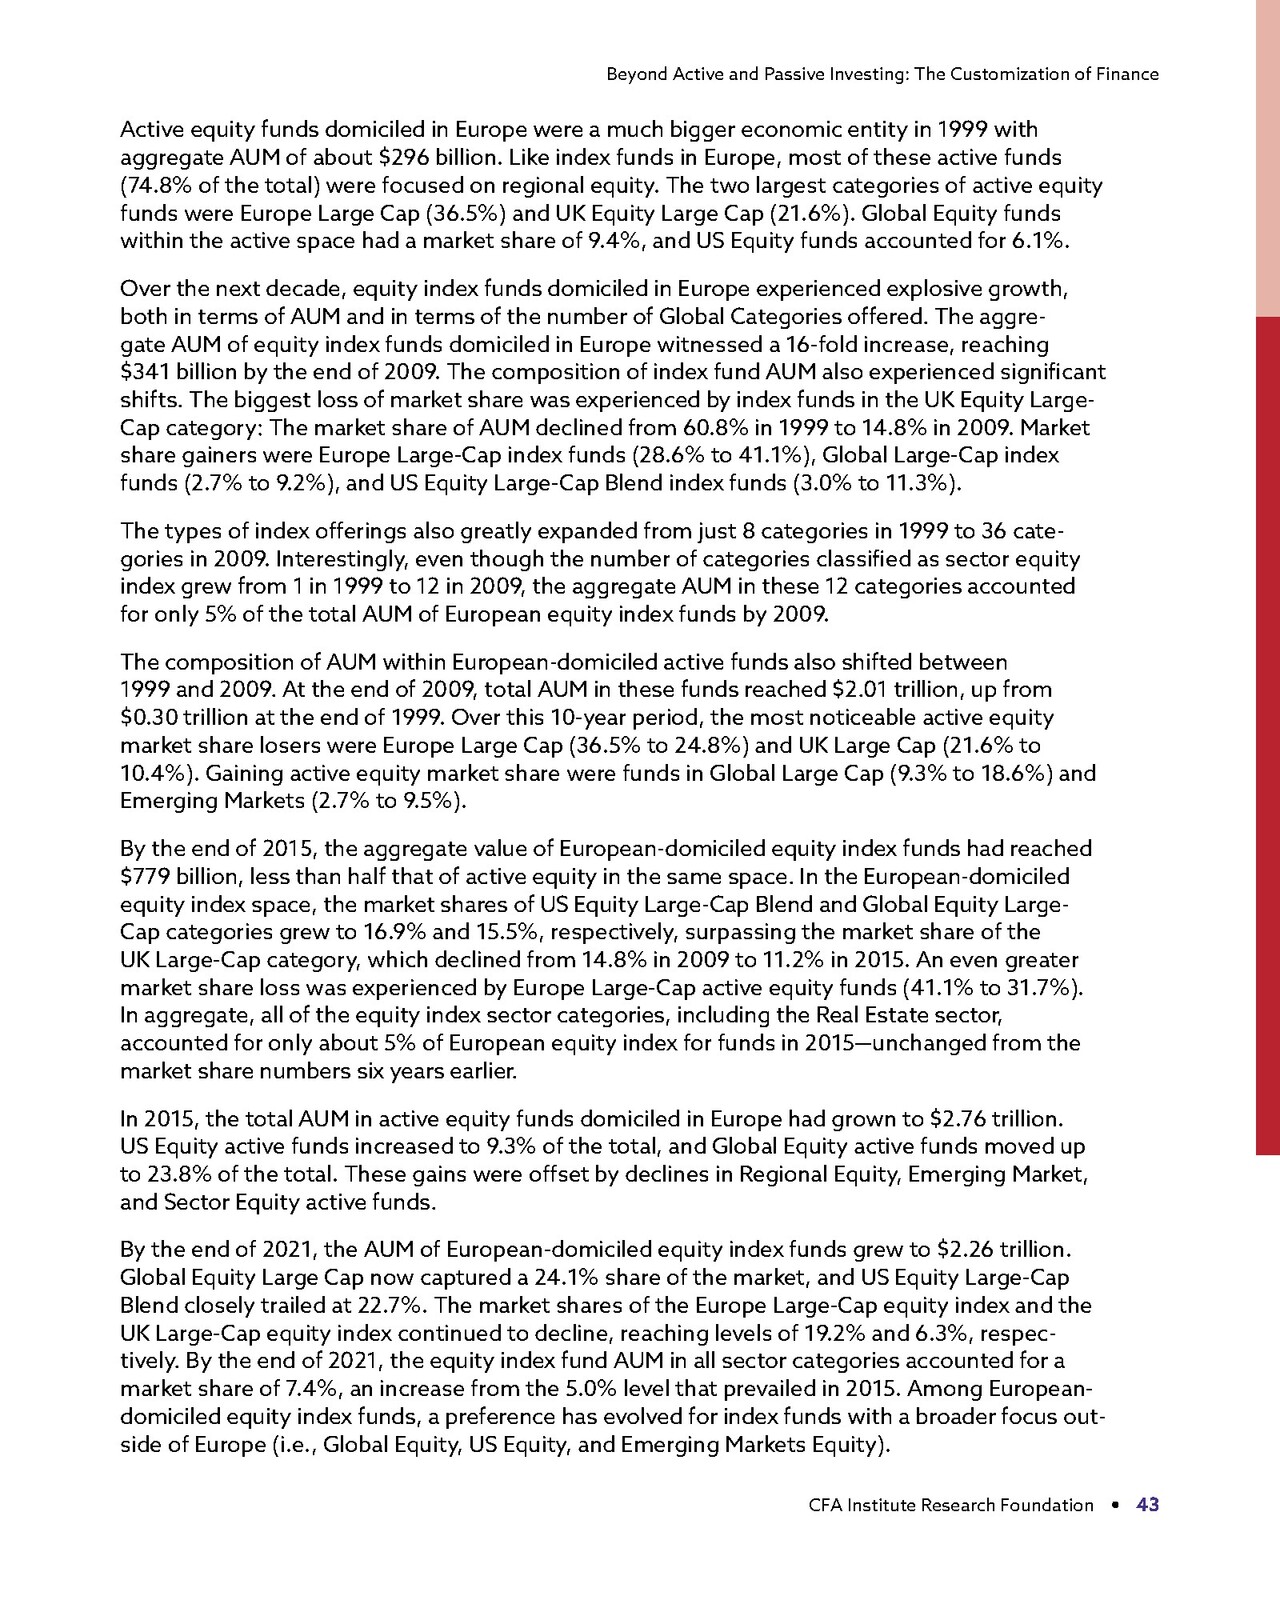 Beyond Active and Passive Investing: The Customization of Finance
Active equity funds domiciled in Europe were a much bigger economic entity in 1999 with
aggregate AUM of about $296 billion. Like index funds in Europe, most of these active funds
(74.8% of the total) were focused on regional equity. The two largest categories of active equity
funds were Europe Large Cap (36.5%) and UK Equity Large Cap (21.6%). Global Equity funds
within the active space had a market share of 9.4%, and US Equity funds accounted for 6.1%.
Over the next decade, equity index funds domiciled in Europe experienced explosive growth,
both in terms of AUM and in terms of the number of Global Categories offered. The aggre-
gate AUM of equity index funds domiciled in Europe witnessed a 16-fold increase, reaching
$341 billion by the end of 2009. The composition of index fund AUM also experienced significant
shifts. The biggest loss of market share was experienced by index funds in the UK Equity Large-
Cap category: The market share of AUM declined from 60.8% in 1999 to 14.8% in 2009. Market
share gainers were Europe Large-Cap index funds (28.6% to 41.1%), Global Large-Cap index
funds (2.7% to 9.2%), and US Equity Large-Cap Blend index funds (3.0% to 11.3%).
The types of index offerings also greatly expanded from just 8 categories in 1999 to 36 cate-
gories in 2009. Interestingly, even though the number of categories classified as sector equity
index grew from 1 in 1999 to 12 in 2009, the aggregate AUM in these 12 categories accounted
for only 5% of the total AUM of European equity index funds by 2009.
The composition of AUM within European-domiciled active funds also shifted between
1999 and 2009. At the end of 2009, total AUM in these funds reached $2.01 trillion, up from
$0.30 trillion at the end of 1999. Over this 10-year period, the most noticeable active equity
market share losers were Europe Large Cap (36.5% to 24.8%) and UK Large Cap (21.6% to
10.4%). Gaining active equity market share were funds in Global Large Cap (9.3% to 18.6%) and
Emerging Markets (2.7% to 9.5%).
By the end of 2015, the aggregate value of European-domiciled equity index funds had reached
$779 billion, less than half that of active equity in the same space. In the European-domiciled
equity index space, the market shares of US Equity Large-Cap Blend and Global Equity Large-
Cap categories grew to 16.9% and 15.5%, respectively, surpassing the market share of the
UK Large-Cap category, which declined from 14.8% in 2009 to 11.2% in 2015. An even greater
market share loss was experienced by Europe Large-Cap active equity funds (41.1% to 31.7%).
In aggregate, all of the equity index sector categories, including the Real Estate sector,
accounted for only about 5% of European equity index for funds in 2015—unchanged from the
market share numbers six years earlier.
In 2015, the total AUM in active equity funds domiciled in Europe had grown to $2.76 trillion.
US Equity active funds increased to 9.3% of the total, and Global Equity active funds moved up
to 23.8% of the total. These gains were offset by declines in Regional Equity, Emerging Market,
and Sector Equity active funds.
By the end of 2021, the AUM of European-domiciled equity index funds grew to $2.26 trillion.
Global Equity Large Cap now captured a 24.1% share of the market, and US Equity Large-Cap
Blend closely trailed at 22.7%. The market shares of the Europe Large-Cap equity index and the
UK Large-Cap equity index continued to decline, reaching levels of 19.2% and 6.3%, respec-
tively. By the end of 2021, the equity index fund AUM in all sector categories accounted for a
market share of 7.4%, an increase from the 5.0% level that prevailed in 2015. Among European-
domiciled equity index funds, a preference has evolved for index funds with a broader focus out-
side of Europe (i.e., Global Equity, US Equity, and Emerging Markets Equity).
CFA Institute Research Foundation • 43